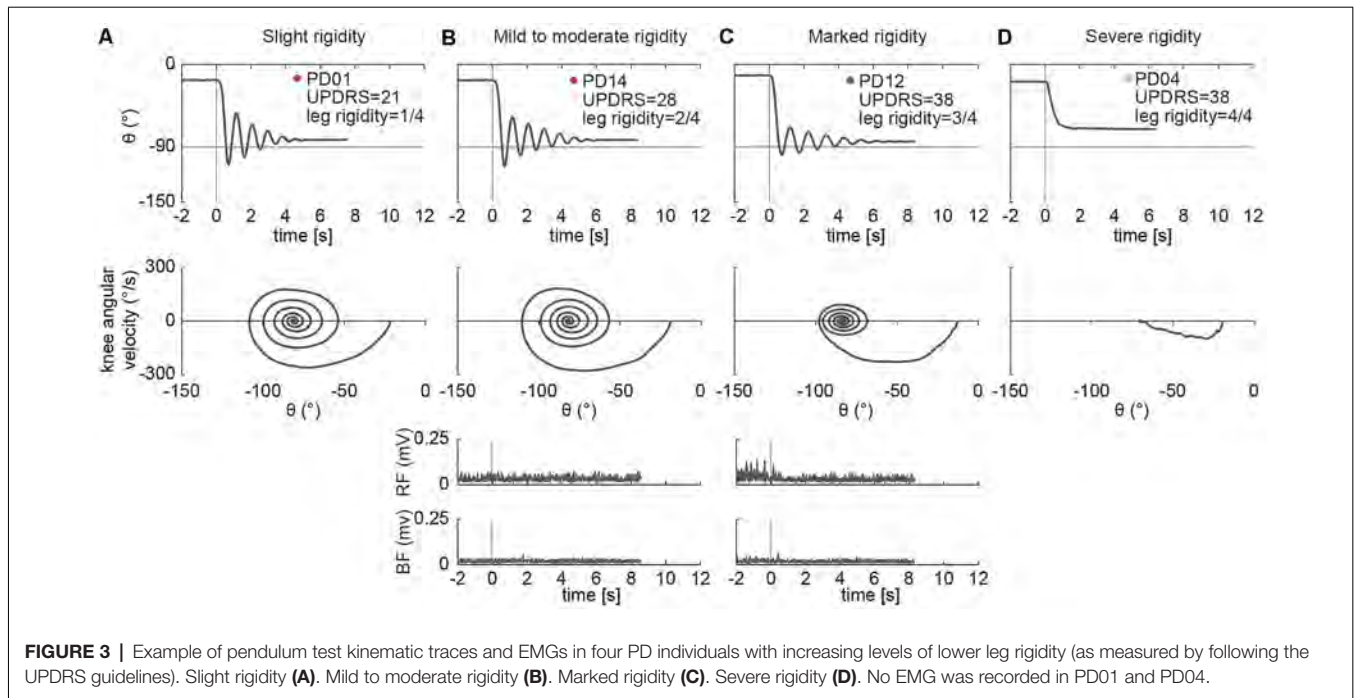 A Slight rigidity B Mild to moderate rigidity C Marked rigidity D Severe rigidity
0
-90
-150
θ (°)
PD01
UPDRS=21
leg rigidity=1/4
PD14
UPDRS=28
leg rigidity=2/4
PD12
UPDRS=38
leg rigidity=3/4
PD04
UPDRS=38
leg rigidity=4/4
-2 0 2 4 6 8 10 12 -2 0 2 4 6 8 10 12 -2 0 2 4 6 8 10 12 -2 0 2 4 6 8 10 12
time [s] time [s] time [s] time [s]
300
0
-300
knee angular
velocity (°/s)
-150 -100 -50 0 -150 -100 -50 0 -150 -100 -50 0 -150 -100 -50 0
θ (°) θ (°) θ (°) θ (°)
RF (mV)
0.25
0
BF (mv)
0.25
0
-2 0 2 4 6 8 10 12 -2 0 2 4 6 8 10 12
time [s] time [s]
FIGURE 3 | Example of pendulum test kinematic traces and EMGs in four PD individuals with increasing levels of lower leg rigidity (as measured by following the
UPDRS guidelines). Slight rigidity (A). Mild to moderate rigidity (B). Marked rigidity (C). Severe rigidity (D). No EMG was recorded in PD01 and PD04.